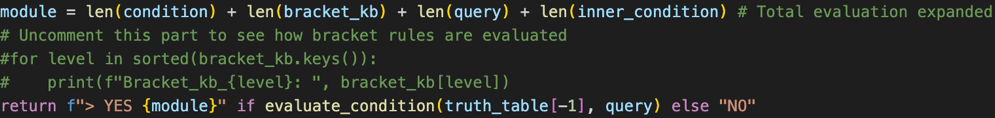 module = len(condition) + len(bracket_kb) + len(query) + len(inner_condition) # Total evaluation expanded
# Uncomment this part to see how bracket rules are evaluated
#for level in sorted(bracket_kb.keys()):
#    print(f"Bracket_kb_{level}: ", bracket_kb[level])
return f"> YES {module}" if evaluate_condition(truth_table[-1], query) else "NO"